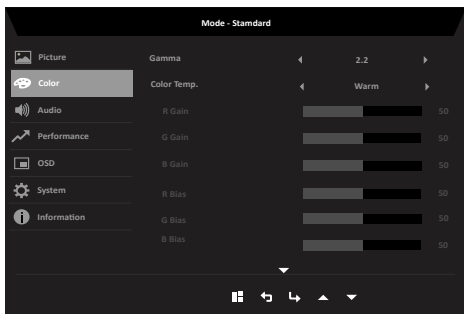 Mode - Stamdard
Picture
Color
Audio
Performance
OSD
System
Information
Gamma 2.2
Color Temp. Warm
R Gain 50
G Gain 50
B Gain 50
R Bias 50
G Bias 50
B Bias 50